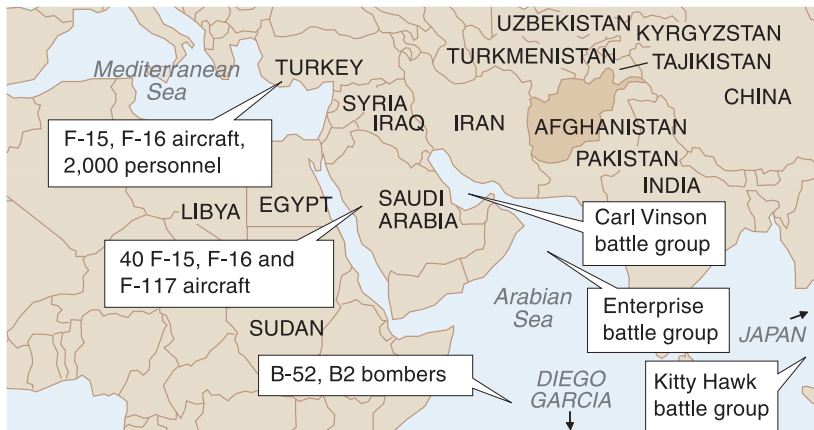 UZBEKISTAN
KYRGYZSTAN
Mediterranean
Sea
TURKEY
TURKMENISTAN
TAJIKISTAN
CHINA
SYRIA
IRAQ
IRAN
AFGHANISTAN
F-15, F-16 aircraft,
2,000 personnel
PAKISTAN
INDIA
LIBYA
EGYPT
SAUDI
ARABIA
Carl Vinson
battle group
40 F-15, F-16 and
F-117 aircraft
Arabian
Sea
Enterprise
battle group
SUDAN
JAPAN
B-52, B2 bombers
DIEGO
GARCIA
Kitty Hawk
battle group